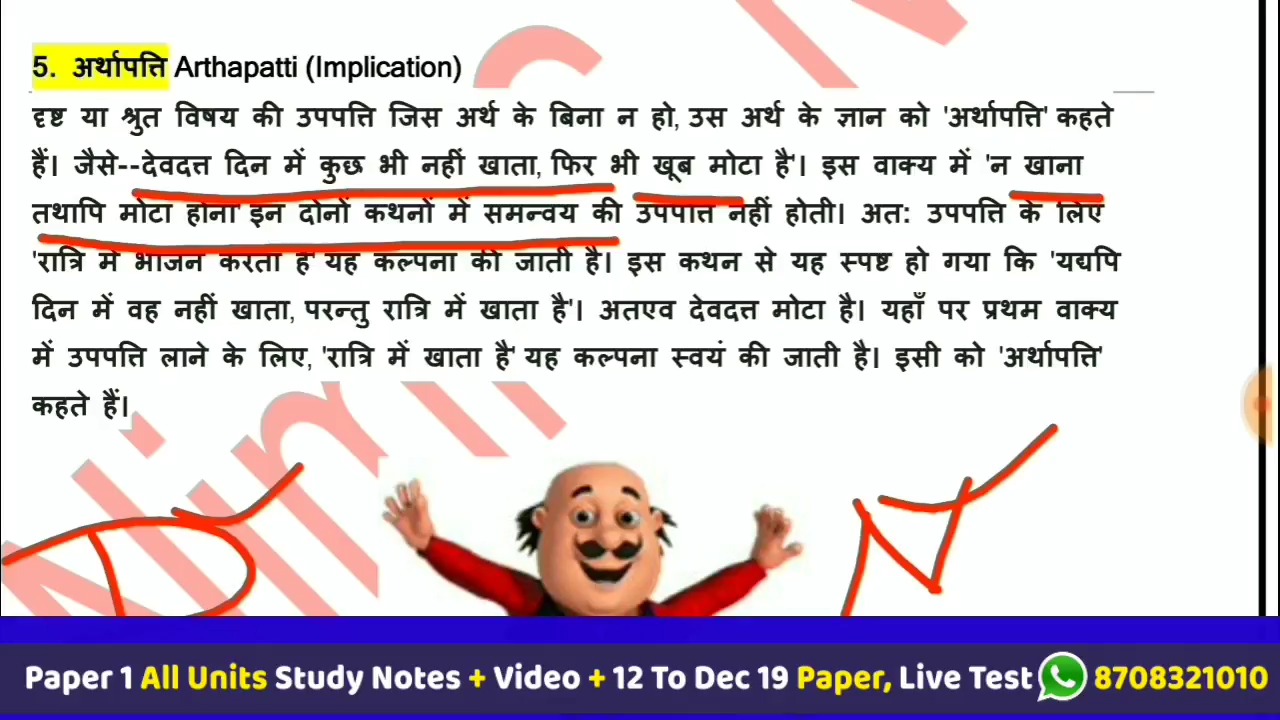 5. अर्थापत्ति Arthapatti (Implication)
दृष्ट या श्रुत विषय की उपपत्ति जिस अर्थ के बिना न हो, उस अर्थ के ज्ञान को 'अर्थापत्ति' कहते
हैं। जैसे--देवदत्त दिन में कुछ भी नहीं खाता, फिर भी खूब मोटा है'। इस वाक्य में 'न खाना
तथापि मोटा होना इन दोनों कथनों में समन्वय की उपपत्ति नहीं होती। अत: उपपत्ति के लिए
'रात्रि में भोजन करता है' यह कल्पना की जाती है। इस कथन से यह स्पष्ट हो गया कि 'यद्यपि
दिन में वह नहीं खाता, परन्तु रात्रि में खाता है'। अतएव देवदत्त मोटा है। यहाँ पर प्रथम वाक्य
में उपपत्ति लाने के लिए, 'रात्रि में खाता है' यह कल्पना स्वयं की जाती है। इसी को 'अर्थापत्ति'
कहते हैं।
D N
Paper 1 All Units Study Notes + Video + 12 To Dec 19 Paper, Live Test 8708321010